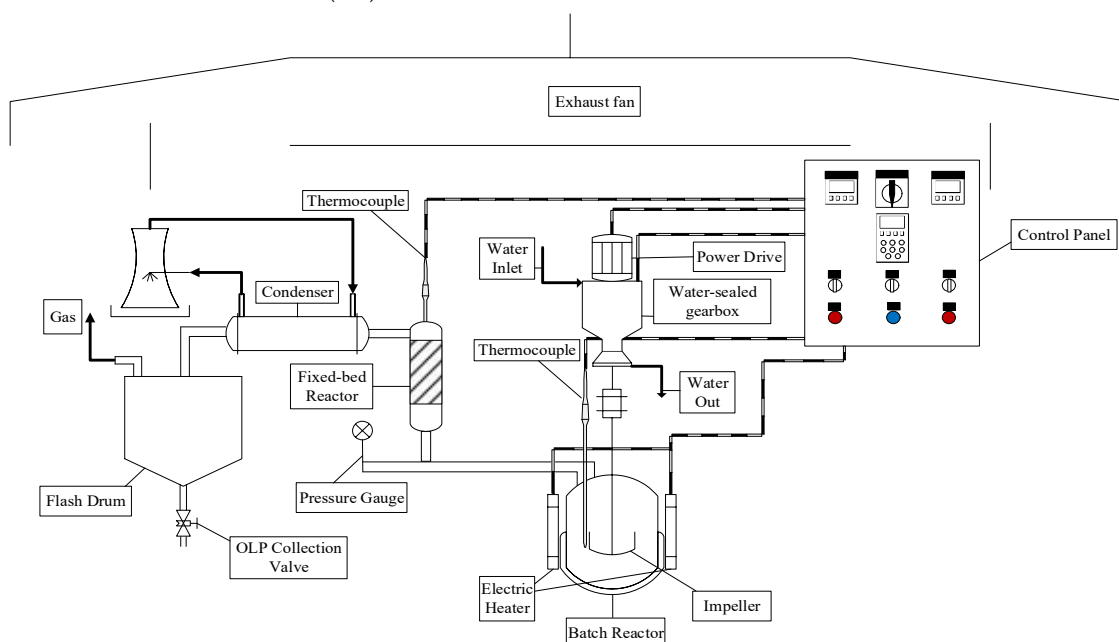 Exhaust fan
Thermocouple
Control Panel
Water
Inlet
Power Drive
Condenser
Water-sealed
gearbox
Gas
Thermocouple
Fixed-bed
Reactor
Water
Out
Pressure Gauge
Flash Drum
OLP Collection
Valve
Electric
Heater
Impeller
Batch Reactor